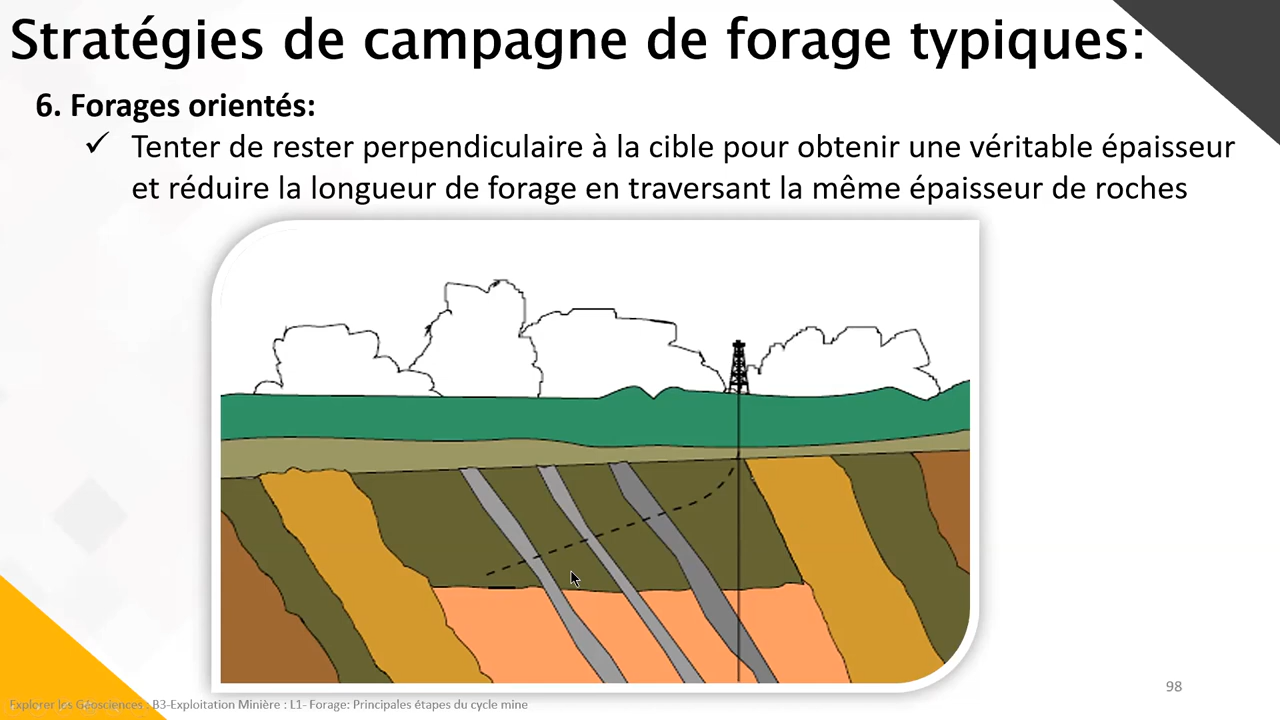 Stratégies de campagne de forage typiques:
6. Forages orientés:
✓ Tenter de rester perpendiculaire à la cible pour obtenir une véritable épaisseur
et réduire la longueur de forage en traversant la même épaisseur de roches
98
Explorer les Géosciences : B3-Exploitation Minière : L1- Forage: Principales étapes du cycle mine